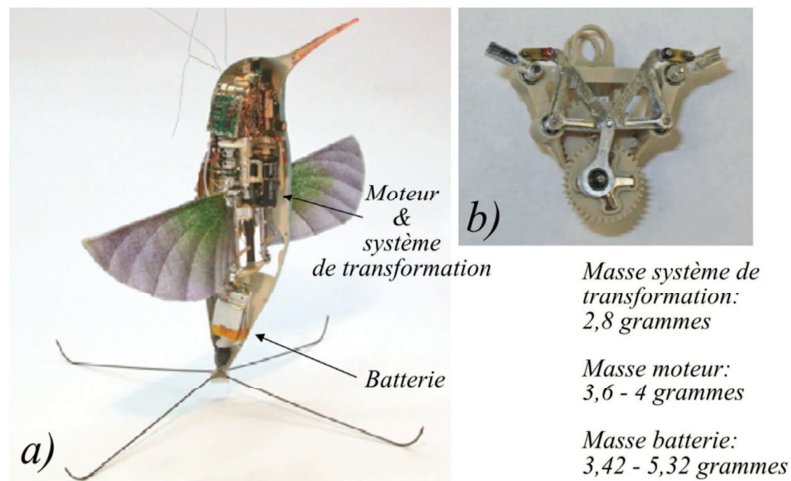 Moteur
&
système
de transformation
Batterie
a)
b)
Masse système de
transformation:
2,8 grammes
Masse moteur:
3,6 - 4 grammes
Masse batterie:
3,42 - 5,32 grammes